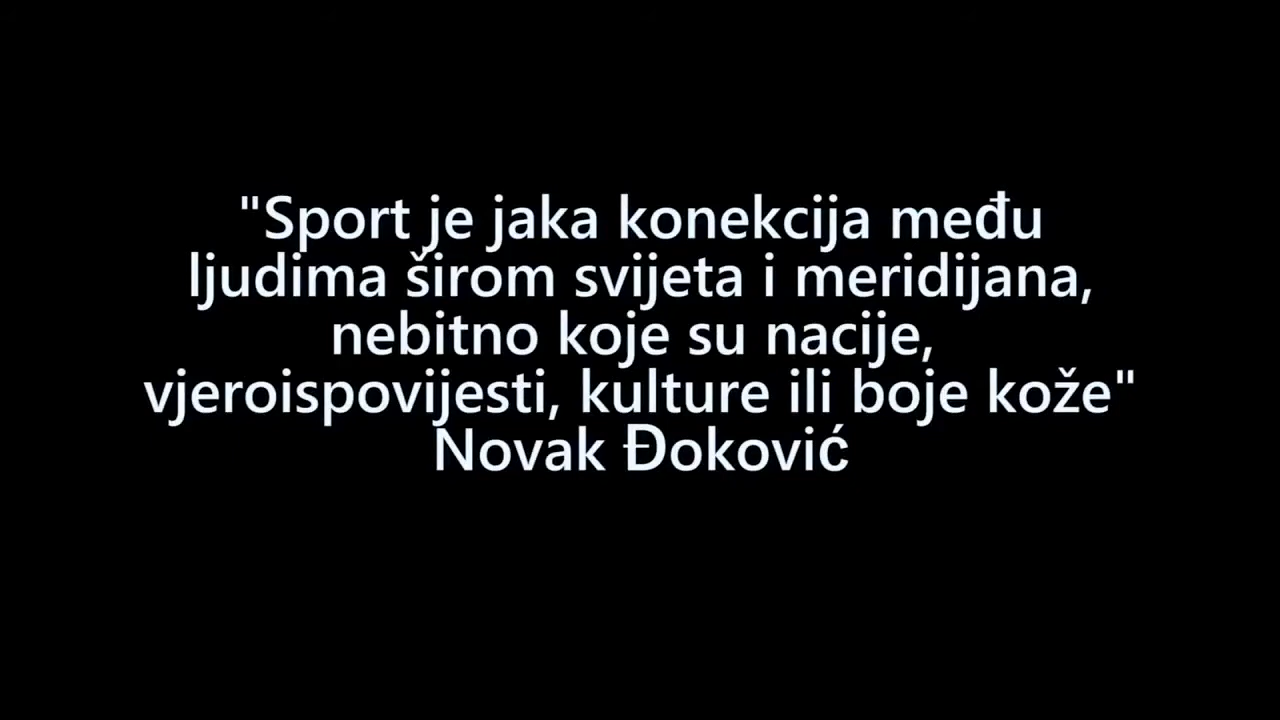 "Sport je jaka konekcija među
ljudima širom svijeta i meridijana,
nebitno koje su nacije,
vjeroispovijesti, kulture ili boje kože"
Novak Đoković